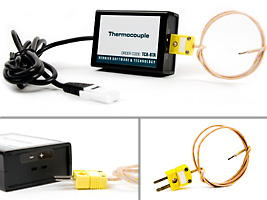 Thermocouple
ORDER CODE: TCA-BTA
VERNIER SOFTWARE & TECHNOLOGY